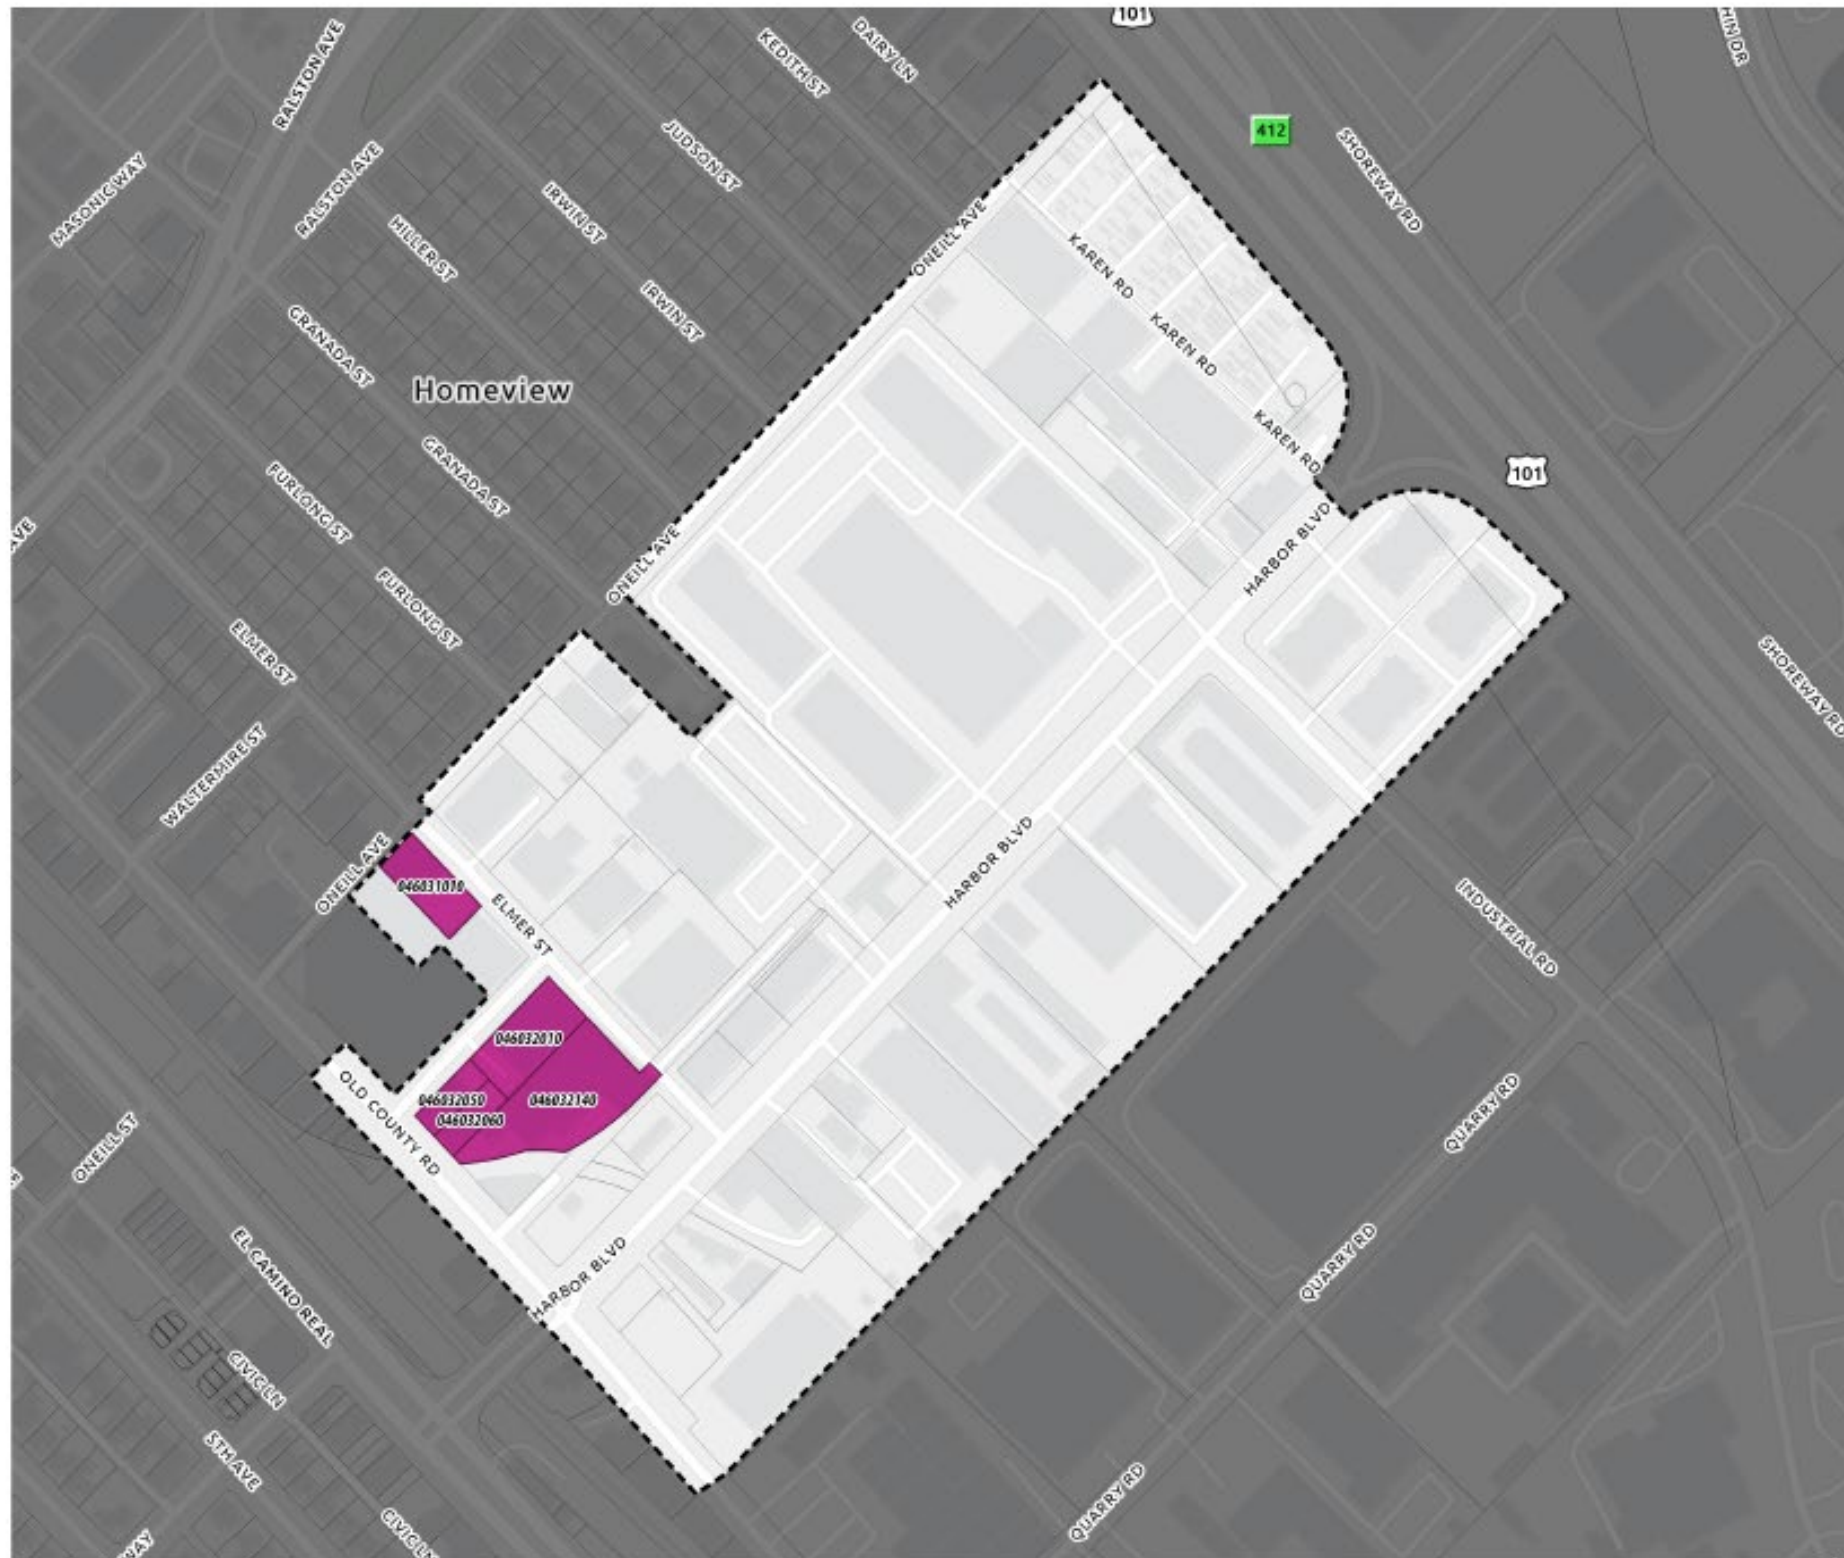 101
DAIRY LN
KEDITH ST
RALSTON AVE
412
JUDSON ST
SHOREWAY RD
RALSTON AVE
MASONIC WAY
IRWIN ST
HILLER ST
ONEILL AVE
KAREN RD
IRWIN ST
KAREN RD
GRANADA ST
Homeview
KAREN RD
GRANADA ST
101
FURLONG ST
AVE
HARBOR BLVD
ONEILL AVE
FURLONG ST
ELMER ST
SHOREWAY RD
WALTERMIRE ST
HARBOR BLVD
ONEILL AVE
046031010
ELMER ST
INDUSTRIAL RD
046032010
046032050
046032140
046032060
OLD COUNTY RD
QUARRY RD
ONEILL ST
EL CAMINO REAL
HARBOR BLVD
QUARRY RD
CIVIC LN
5TH AVE
QUARRY RD
CIVIC LN
WAY